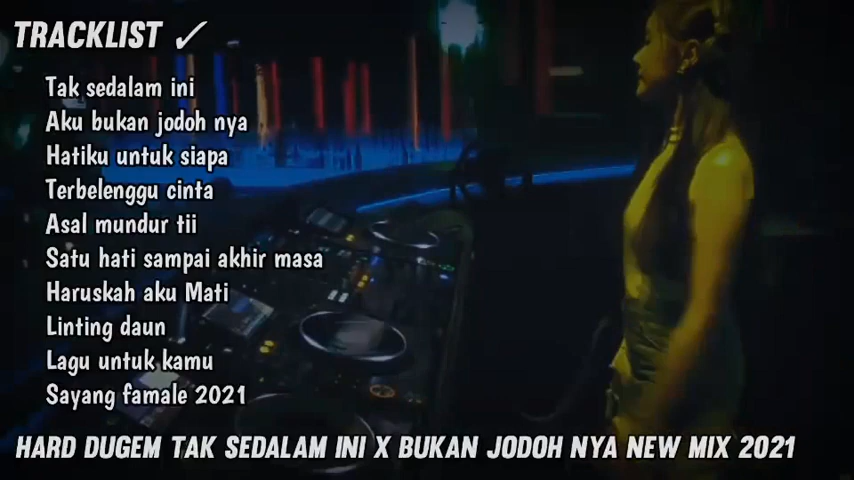 TRACKLIST ✓
Tak sedalam ini
Aku bukan jodoh nya
Hatiku untuk siapa
Terbelenggu cinta
Asal mundur tii
Satu hati sampai akhir masa
Haruskah aku Mati
Linting daun
Lagu untuk kamu
Sayang famale 2021
HARD DUGEM TAK SEDALAM INI X BUKAN JODOH NYA NEW MIX 2021